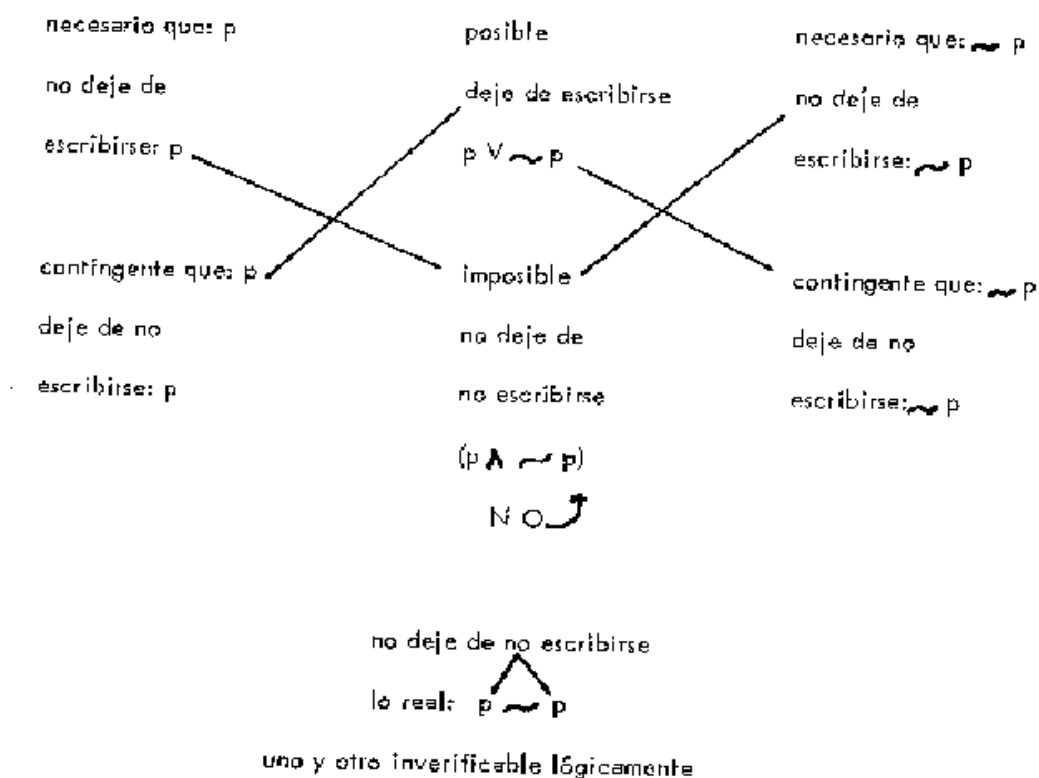 necesario que: p
no deje de
escribirser p
posible
deje de escribirse
p V ~ p
necesario que: ~ p
no deje de
escribirse: ~ p
contingente que: p
deje de no
escribirse: p
imposible
no deje de
no escribirse
(p Λ ~ p)
NO
contingente que: ~ p
deje de no
escribirse: ~ p
no deje de no escribirse
lo real: p ~ p
uno y otro inverificable lógicamente